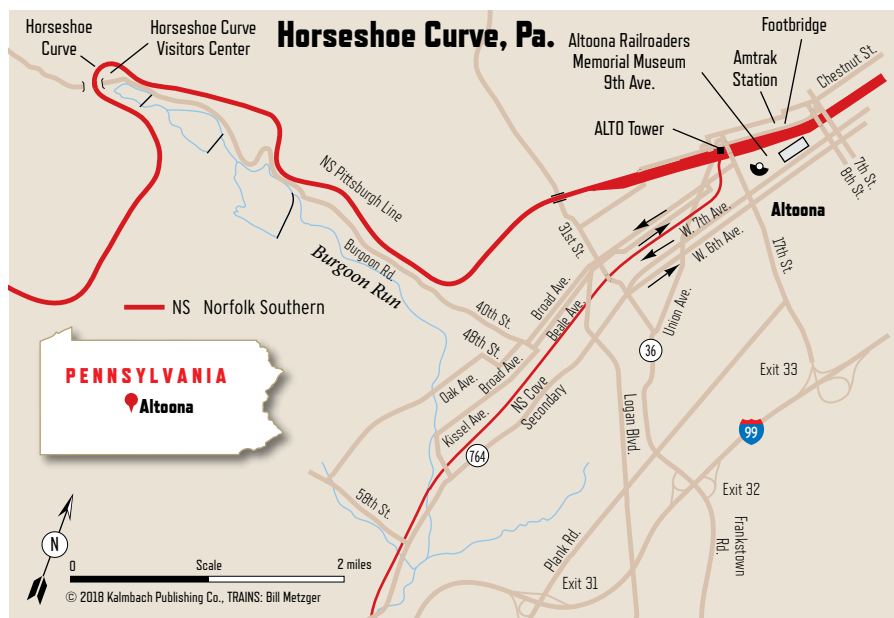 Horseshoe Curve, Pa.
Horseshoe
Curve
Horseshoe Curve
Visitors Center
Altoona Railroaders
Memorial Museum
9th Ave.
Footbridge
Amtrak
Station
Chestnut St.
ALTO Tower
7th St.
8th St.
Altoona
NS Pittsburgh Line
31st St.
W. 7th Ave.
W. 6th Ave.
17th St.
Burgoon Rd.
Burgoon Run
NS Norfolk Southern
40th St.
Broad Ave.
Beale Ave.
Union Ave.
48th St.
36
Exit 33
PENNSYLVANIA
Altoona
Oak Ave.
Broad Ave.
NS Cove
Secondary
Logan Blvd.
Kissel Ave.
99
764
58th St.
Exit 32
Plank Rd.
Frankstown
Rd.
N
0 Scale 2 miles
Exit 31
© 2018 Kalmbach Publishing Co., TRAINS: Bill Metzger